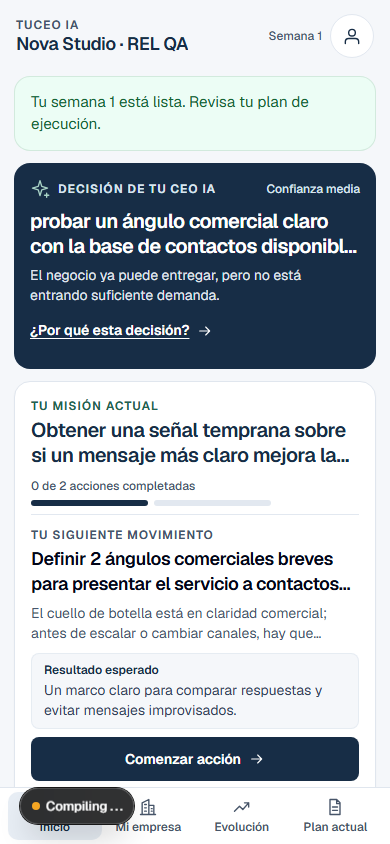 TUCEO IA
Nova Studio · REL QA
Semana 1
Tu semana 1 está lista. Revisa tu plan de
ejecución.
DECISIÓN DE TU CEO IA
Confianza media
probar un ángulo comercial claro
con la base de contactos disponibl...
El negocio ya puede entregar, pero no está
entrando suficiente demanda.
¿Por qué esta decisión? →
TU MISIÓN ACTUAL
Obtener una señal temprana sobre
si un mensaje más claro mejora la...
0 de 2 acciones completadas
TU SIGUIENTE MOVIMIENTO
Definir 2 ángulos comerciales breves
para presentar el servicio a contactos...
El cuello de botella está en claridad comercial;
antes de escalar o cambiar canales, hay que...
Resultado esperado
Un marco claro para comparar respuestas y
evitar mensajes improvisados.
Comenzar acción →
Compiling ...
Inicio
Mi empresa
Evolución
Plan actual